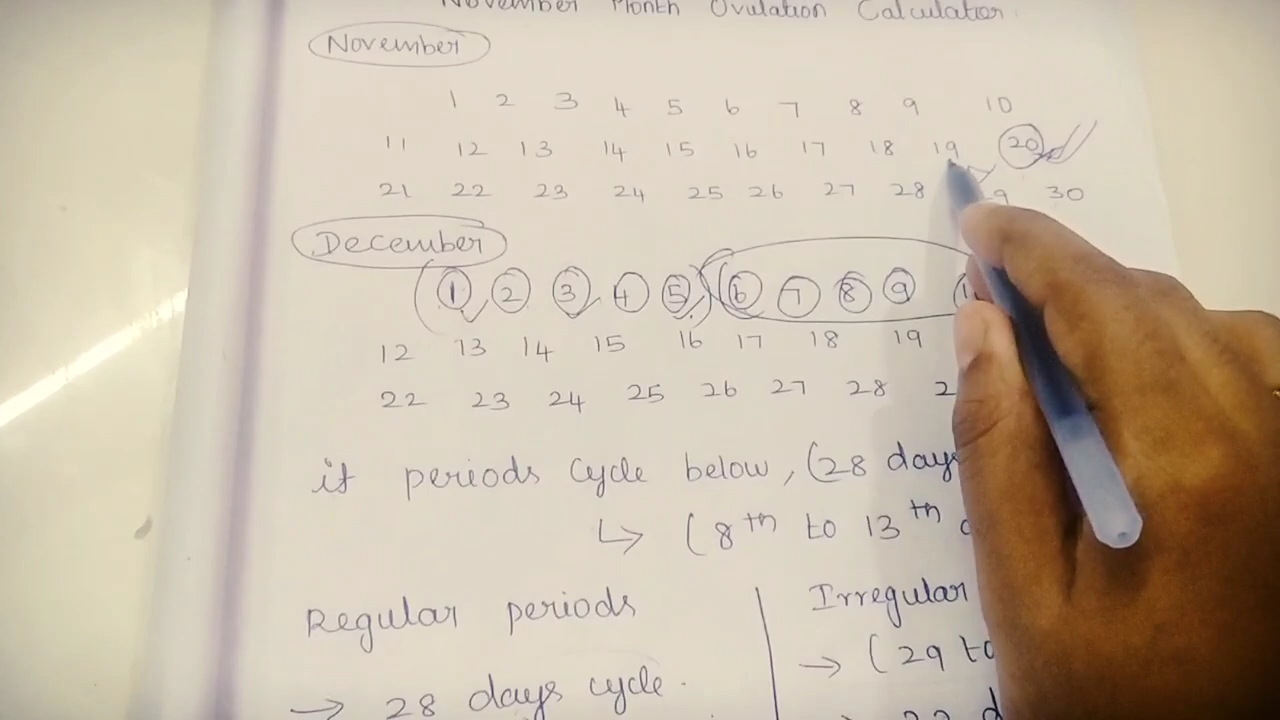 November Month Ovulation Calculation
November
1 2 3 4 5 6 7 8 9 10
11 12 13 14 15 16 17 18 19 20
21 22 23 24 25 26 27 28 30
December
1 2 3 4 5 6 7 8 9
12 13 14 15 16 17 18 19
22 23 24 25 26 27 28
if periods cycle below, (28 days
↳ (8th to 13th
Regular periods
→ 28 days cycle.
Irregular
→ (29 to